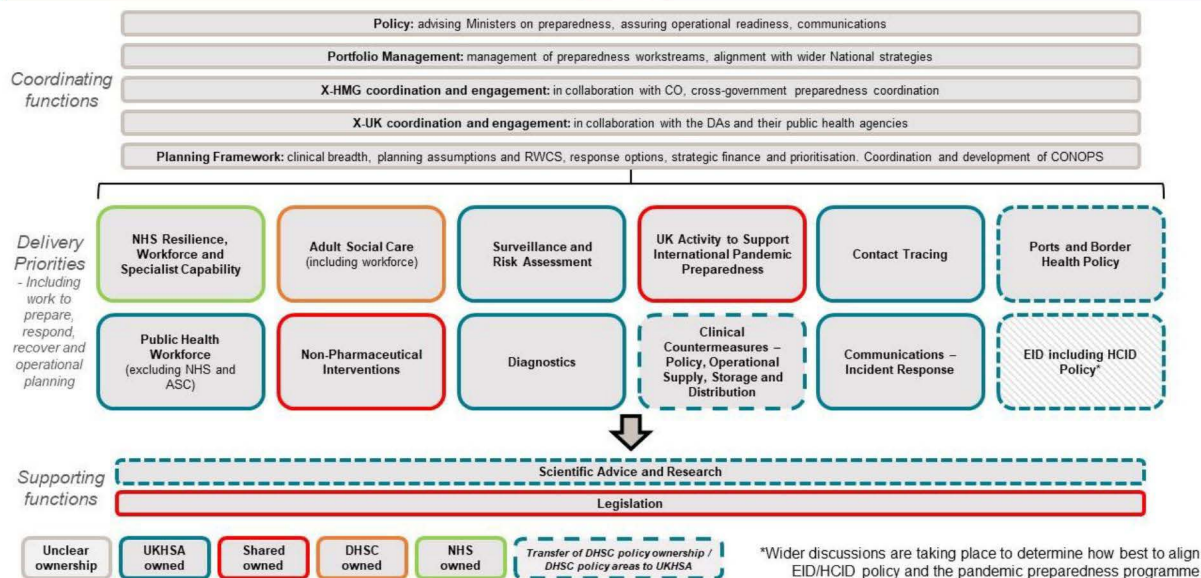 Coordinating
functions
Policy: advising Ministers on preparedness, assuring operational readiness, communications
Portfolio Management: management of preparedness workstreams, alignment with wider National strategies
X-HMG coordination and engagement: in collaboration with CO, cross-government preparedness coordination
X-UK coordination and engagement: in collaboration with the DAs and their public health agencies
Planning Framework: clinical breadth, planning assumptions and RWCS, response options, strategic finance and prioritisation. Coordination and development of CONOPS
Delivery
Priorities
- Including
work to
prepare,
respond,
recover and
operational
planning
NHS Resilience,
Workforce and
Specialist Capability
Adult Social Care
(including workforce)
Surveillance and
Risk Assessment
UK Activity to Support
International Pandemic
Preparedness
Contact Tracing
Ports and Border
Health Policy
Public Health
Workforce
(excluding NHS and
ASC)
Non-Pharmaceutical
Interventions
Diagnostics
Clinical
Countermeasures –
Policy, Operational
Supply, Storage and
Distribution
Communications –
Incident Response
EID including HCID
Policy*
Supporting
functions
Scientific Advice and Research
Legislation
Unclear
ownership
UKHSA
owned
Shared
owned
DHSC
owned
NHS
owned
Transfer of DHSC policy ownership /
DHSC policy areas to UKHSA
*Wider discussions are taking place to determine how best to align
EID/HCID policy and the pandemic preparedness programme